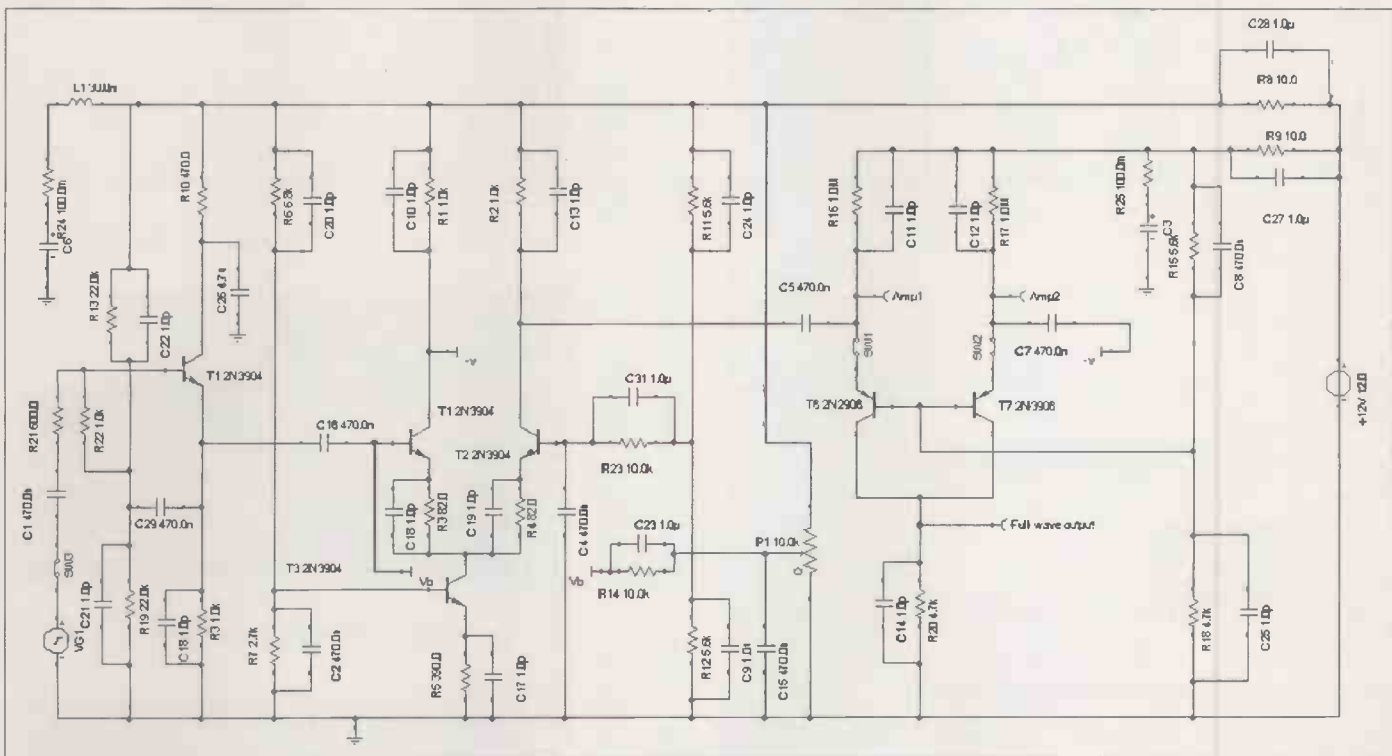 C28 1.0μ
R8 10.0
R9 10.0
C27 1.0μ
R24 100.0m
C6
R10 470.0
C26 4.7n
R13 22.0k
C22 1.0p
T1 2N3904
R21 600.0
R22 1.0k
C1 470.0n
SW3
VG1
C29 470.0n
C21 1.0p
R19 22.0k
C18 1.0p
R3 1.0k
R6 6.8k
C20 1.0p
C10 1.0p
R1 1.0k
R2 1.0k
C13 1.0p
-v
T1 2N3904
C16 470.0n
T2 2N3904
C18 1.0p
R3 82.0
C19 1.0p
R4 82.0
Vb
T3 2N3904
R7 2.7k
C2 470.0n
R5 390.0
C17 1.0p
C4 470.0n
R11 5.6k
C24 1.0p
C31 1.0μ
R23 10.0k
C23 1.0μ
Vb
R14 10.0k
P1 10.0k
R12 5.6k
C9 1.0n
C15 470.0n
C5 470.0n
R16 1.0M
C11 1.0p
C12 1.0p
R17 1.0M
Amp1
Amp2
SW1
SW2
C7 470.0n
-v
T6 2N2906
T7 2N3906
Full wave output
C14 1.0p
R20 4.7k
C3
R15 5.6k
C8 470.0n
R18 4.7k
C25 1.0p
+12V 12.0